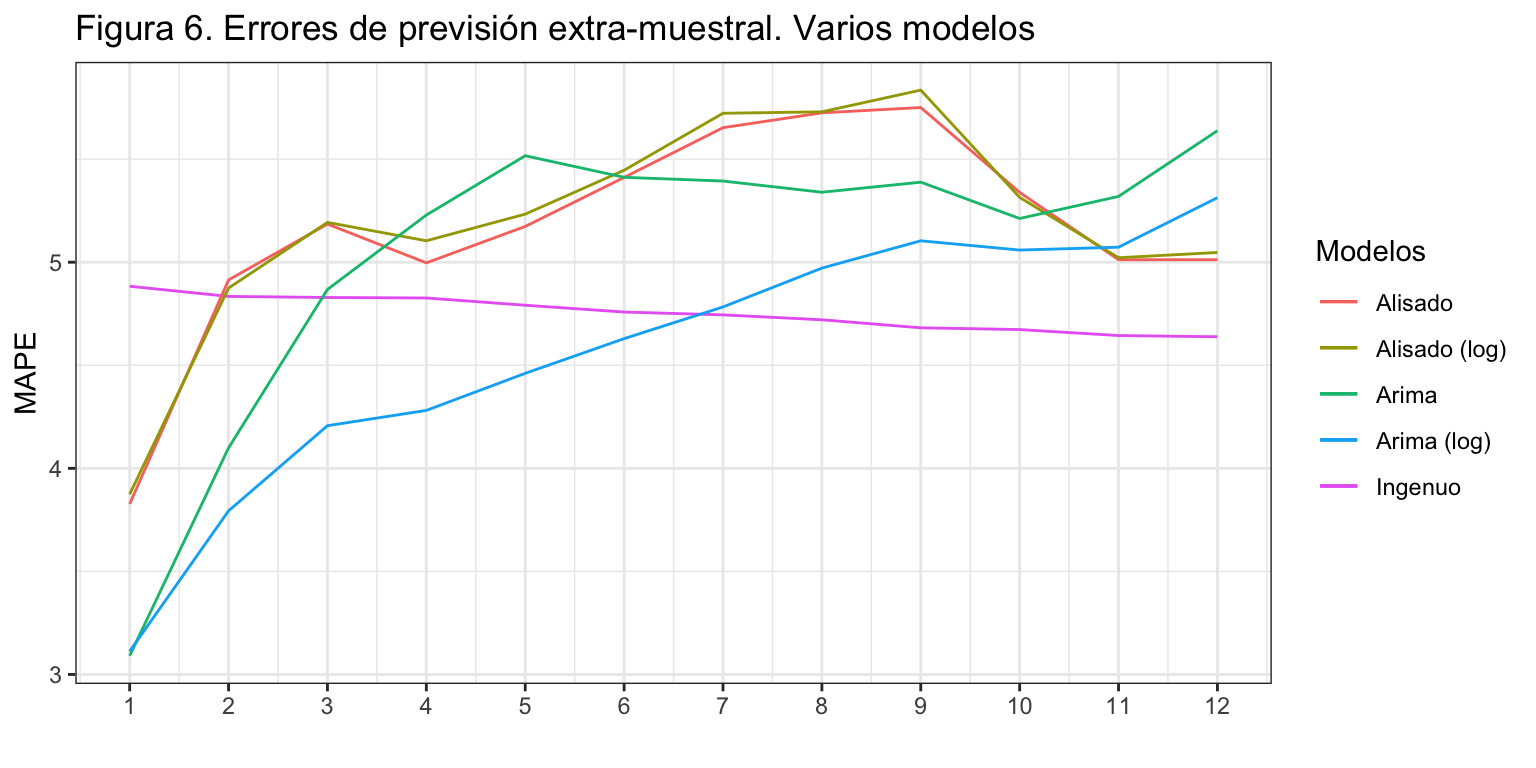 Figura 6. Errores de previsión extra-muestral. Varios modelos
MAPE
5
4
3
1 2 3 4 5 6 7 8 9 10 11 12
Modelos
Alisado
Alisado (log)
Arima
Arima (log)
Ingenuo